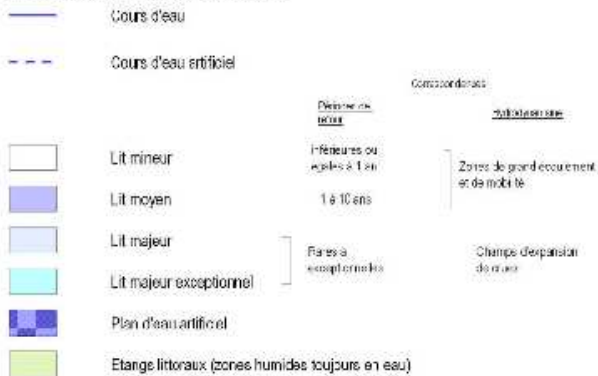 Cours d'eau
Cours d'eau artificiel
Correspondances
Périodes de
retour
Hydrodynamisme
Lit mineur
inférieures ou
égales à 1 an
Zones de grand écoulement
et de mobilité
Lit moyen
1 à 10 ans
Lit majeur
Rares à
exceptionnelles
Champs d'expansion
de crues
Lit majeur exceptionnel
Plan d'eau artificiel
Etangs littoraux (zones humides toujours en eau)